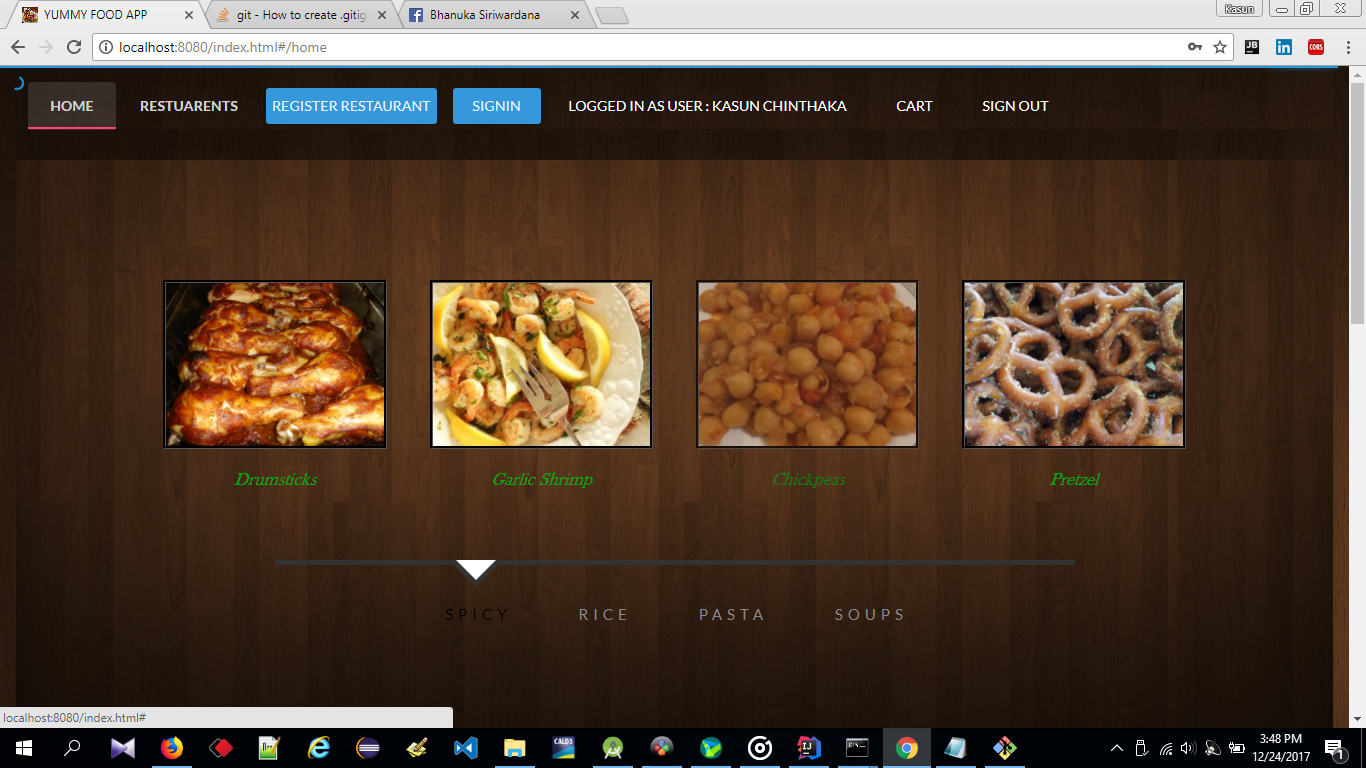 YUMMY FOOD APP
git - How to create .gitig
Bhanuka Siriwardana
Kasun
localhost:8080/index.html#/home
JB
in
CORS
HOME RESTUARENTS REGISTER RESTAURANT SIGNIN LOGGED IN AS USER : KASUN CHINTHAKA CART SIGN OUT
Drumsticks Garlic Shrimp Chickpeas Pretzel
SPICY RICE PASTA SOUPS
localhost:8080/index.html#
3:48 PM
12/24/2017
1